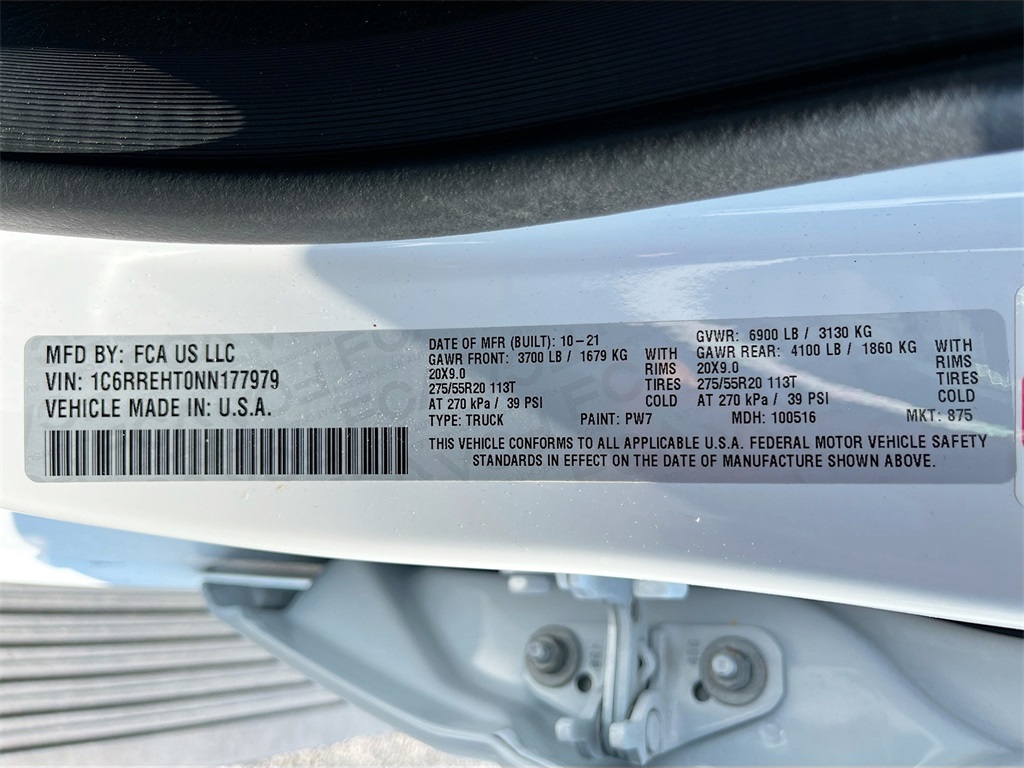 MFD BY: FCA US LLC
VIN: 1C6RREHT0NN177979
VEHICLE MADE IN: U.S.A.
DATE OF MFR (BUILT): 10-21
GAWR FRONT: 3700 LB / 1679 KG WITH
20X9.0 RIMS
275/55R20 113T TIRES
AT 270 kPa / 39 PSI COLD
GVWR: 6900 LB / 3130 KG
GAWR REAR: 4100 LB / 1860 KG WITH
20X9.0 RIMS
275/55R20 113T TIRES
AT 270 kPa / 39 PSI COLD
TYPE: TRUCK PAINT: PW7 MDH: 100516 MKT: 875
THIS VEHICLE CONFORMS TO ALL APPLICABLE U.S.A. FEDERAL MOTOR VEHICLE SAFETY
STANDARDS IN EFFECT ON THE DATE OF MANUFACTURE SHOWN ABOVE.